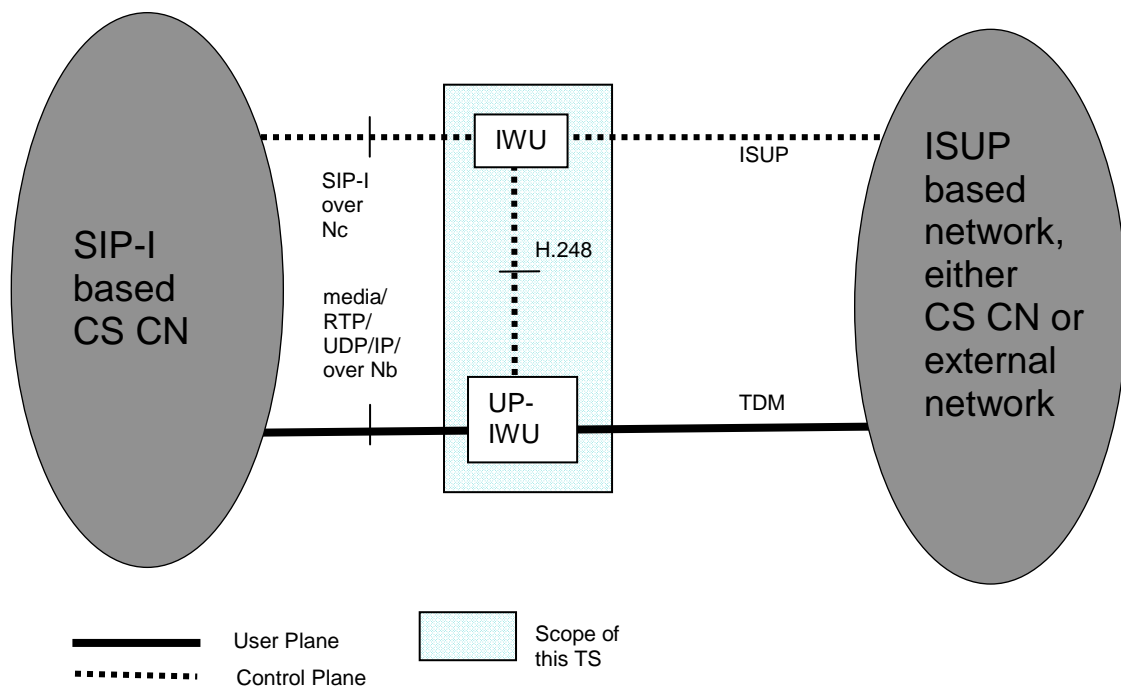 SIP-I
based
CS CN
SIP-I
over
Nc
media/
RTP/
UDP/IP/
over Nb
IWU
H.248
UP-
IWU
ISUP
TDM
ISUP
based
network,
either
CS CN or
external
network
User Plane
Control Plane
Scope of
this TS